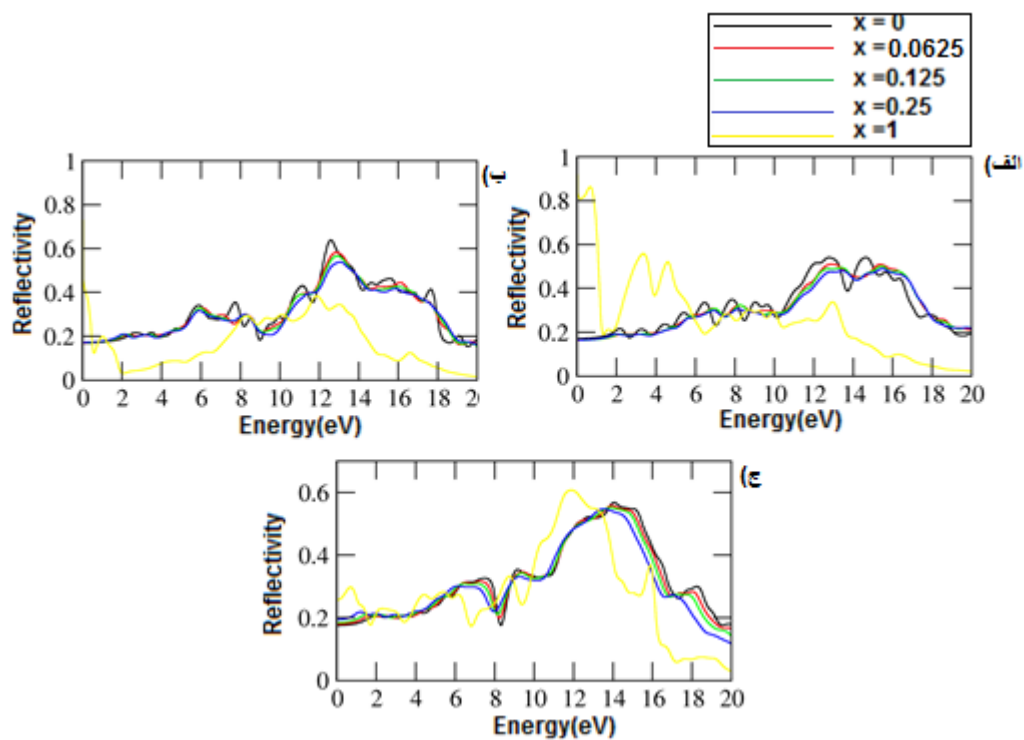 x = 0
x = 0.0625
x =0.125
x =0.25
x =1
الف)
1
0.8
0.6
0.4
0.2
0
Reflectivity
0 2 4 6 8 10 12 14 16 18 20
Energy(eV)
ب)
1
0.8
0.6
0.4
0.2
0
Reflectivity
0 2 4 6 8 10 12 14 16 18 20
Energy(eV)
ج)
0.6
0.4
0.2
0
Reflectivity
0 2 4 6 8 10 12 14 16 18 20
Energy(eV)